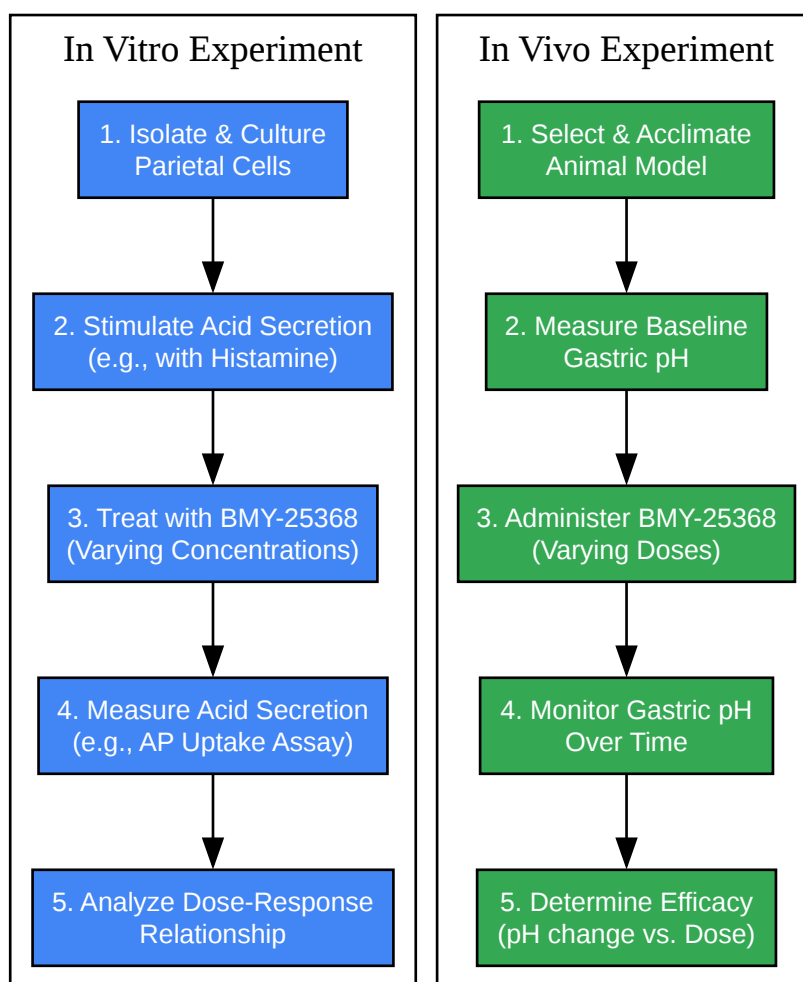 In Vitro Experiment
1. Isolate & Culture
Parietal Cells
2. Stimulate Acid Secretion
(e.g., with Histamine)
3. Treat with BMY-25368
(Varying Concentrations)
4. Measure Acid Secretion
(e.g., AP Uptake Assay)
5. Analyze Dose-Response
Relationship
In Vivo Experiment
1. Select & Acclimate
Animal Model
2. Measure Baseline
Gastric pH
3. Administer BMY-25368
(Varying Doses)
4. Monitor Gastric pH
Over Time
5. Determine Efficacy
(pH change vs. Dose)